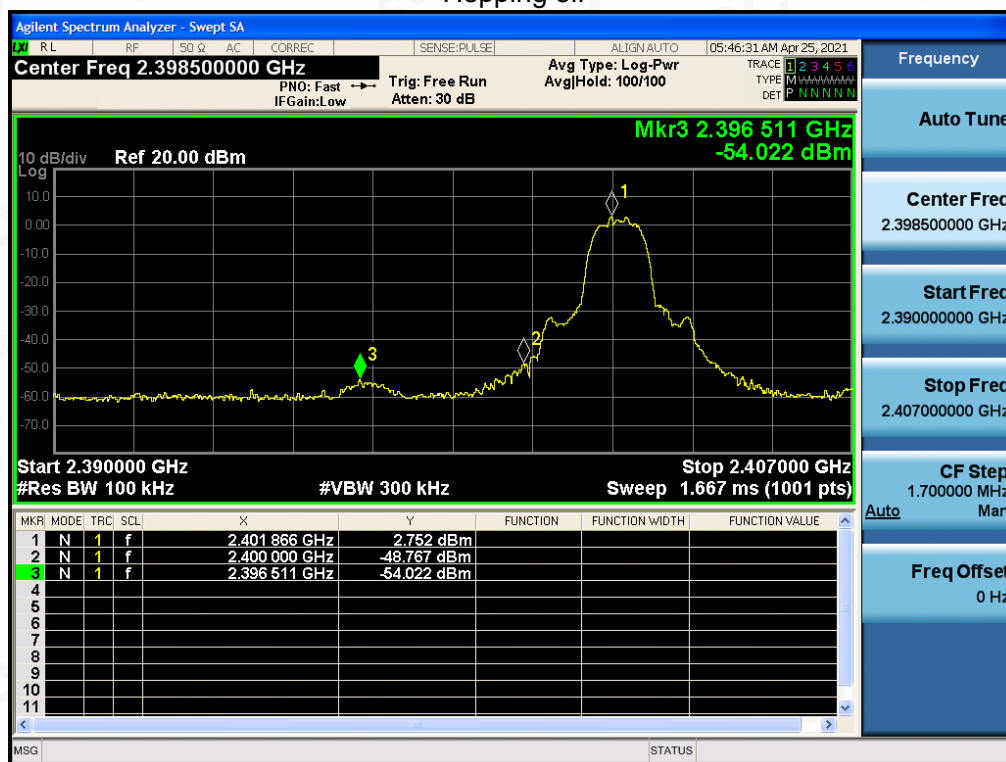 Hopping off
Agilent Spectrum Analyzer - Swept SA
LXI RL RF 50 Ω AC CORREC SENSE:PULSE ALIGN AUTO 05:46:31 AM Apr 25, 2021
Center Freq 2.398500000 GHz
PNO: Fast
IFGain:Low
Trig: Free Run
Atten: 30 dB
Avg Type: Log-Pwr
Avg|Hold: 100/100
TRACE 1 2 3 4 5 6
TYPE M
DET P N N N N N
Mkr3 2.396 511 GHz
-54.022 dBm
10 dB/div Ref 20.00 dBm
Log
10.0
0.00
-10.0
-20.0
-30.0
-40.0
-50.0
-60.0
-70.0
1
2
3
Start 2.390000 GHz Stop 2.407000 GHz
#Res BW 100 kHz #VBW 300 kHz Sweep 1.667 ms (1001 pts)
MKR MODE TRC SCL X Y FUNCTION FUNCTION WIDTH FUNCTION VALUE
1 N 1 f 2.401 866 GHz 2.752 dBm
2 N 1 f 2.400 000 GHz -48.767 dBm
3 N 1 f 2.396 511 GHz -54.022 dBm
4
5
6
7
8
9
10
11
MSG STATUS
Frequency
Auto Tune
Center Freq
2.398500000 GHz
Start Freq
2.390000000 GHz
Stop Freq
2.407000000 GHz
CF Step
1.700000 MHz
Auto Man
Freq Offset
0 Hz